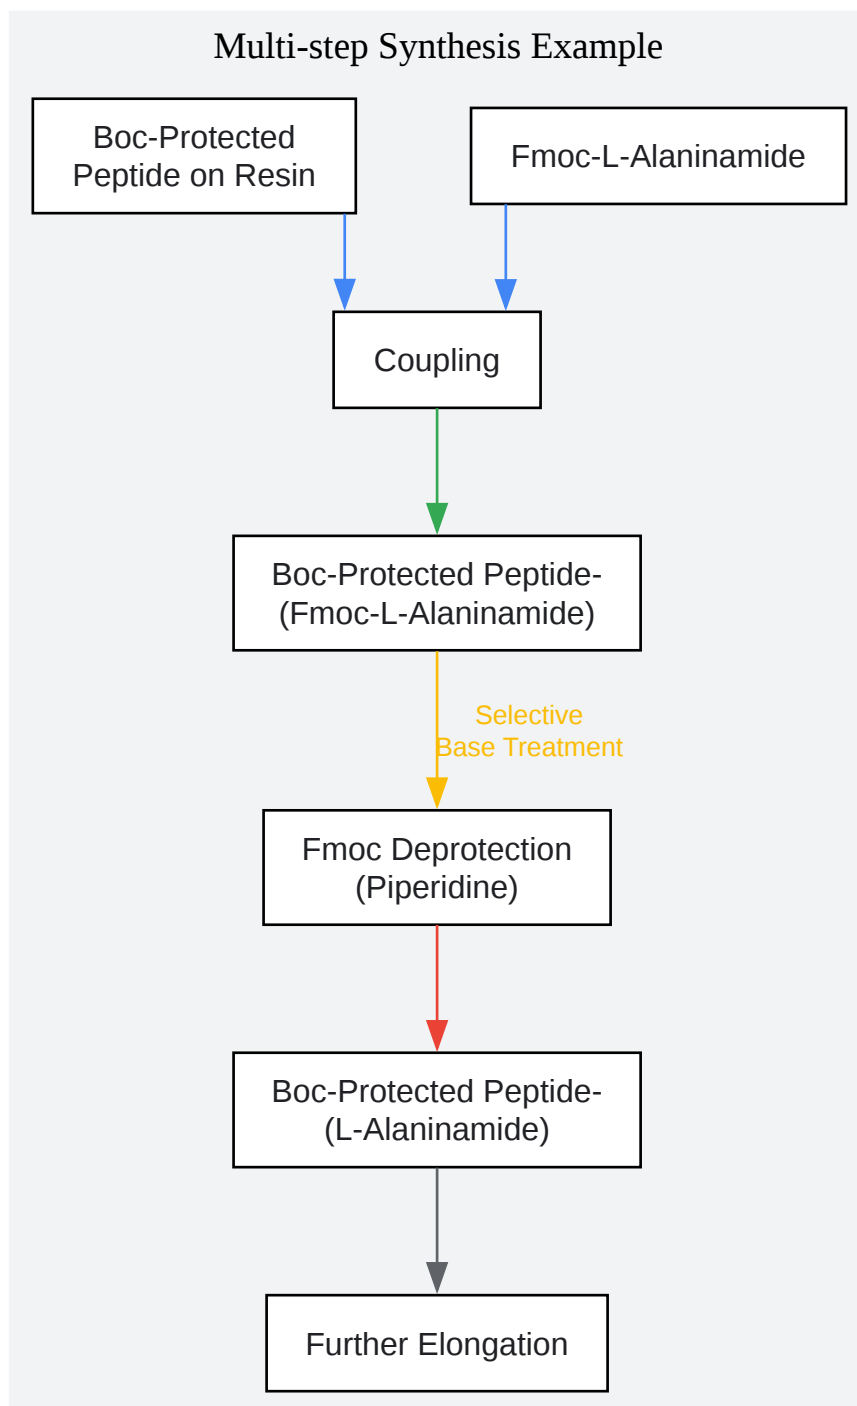 Multi-step Synthesis Example
Boc-Protected
Peptide on Resin
Fmoc-L-Alaninamide
Coupling
Boc-Protected Peptide-
(Fmoc-L-Alaninamide)
Selective
Base Treatment
Fmoc Deprotection
(Piperidine)
Boc-Protected Peptide-
(L-Alaninamide)
Further Elongation